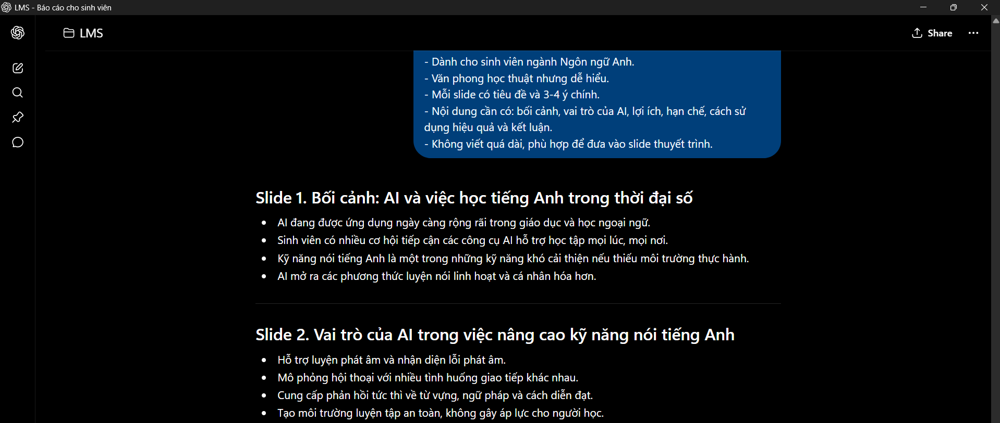 LMS - Báo cáo cho sinh viên
LMS
Share
- Dành cho sinh viên ngành Ngôn ngữ Anh.
- Văn phong học thuật nhưng dễ hiểu.
- Mỗi slide có tiêu đề và 3-4 ý chính.
- Nội dung cần có: bối cảnh, vai trò của AI, lợi ích, hạn chế, cách sử
dụng hiệu quả và kết luận.
- Không viết quá dài, phù hợp để đưa vào slide thuyết trình.
Slide 1. Bối cảnh: AI và việc học tiếng Anh trong thời đại số
• AI đang được ứng dụng ngày càng rộng rãi trong giáo dục và học ngoại ngữ.
• Sinh viên có nhiều cơ hội tiếp cận các công cụ AI hỗ trợ học tập mọi lúc, mọi nơi.
• Kỹ năng nói tiếng Anh là một trong những kỹ năng khó cải thiện nếu thiếu môi trường thực hành.
• AI mở ra các phương thức luyện nói linh hoạt và cá nhân hóa hơn.
Slide 2. Vai trò của AI trong việc nâng cao kỹ năng nói tiếng Anh
• Hỗ trợ luyện phát âm và nhận diện lỗi phát âm.
• Mô phỏng hội thoại với nhiều tình huống giao tiếp khác nhau.
• Cung cấp phản hồi tức thì về từ vựng, ngữ pháp và cách diễn đạt.
• Tạo môi trường luyện tập an toàn, không gây áp lực cho người học.